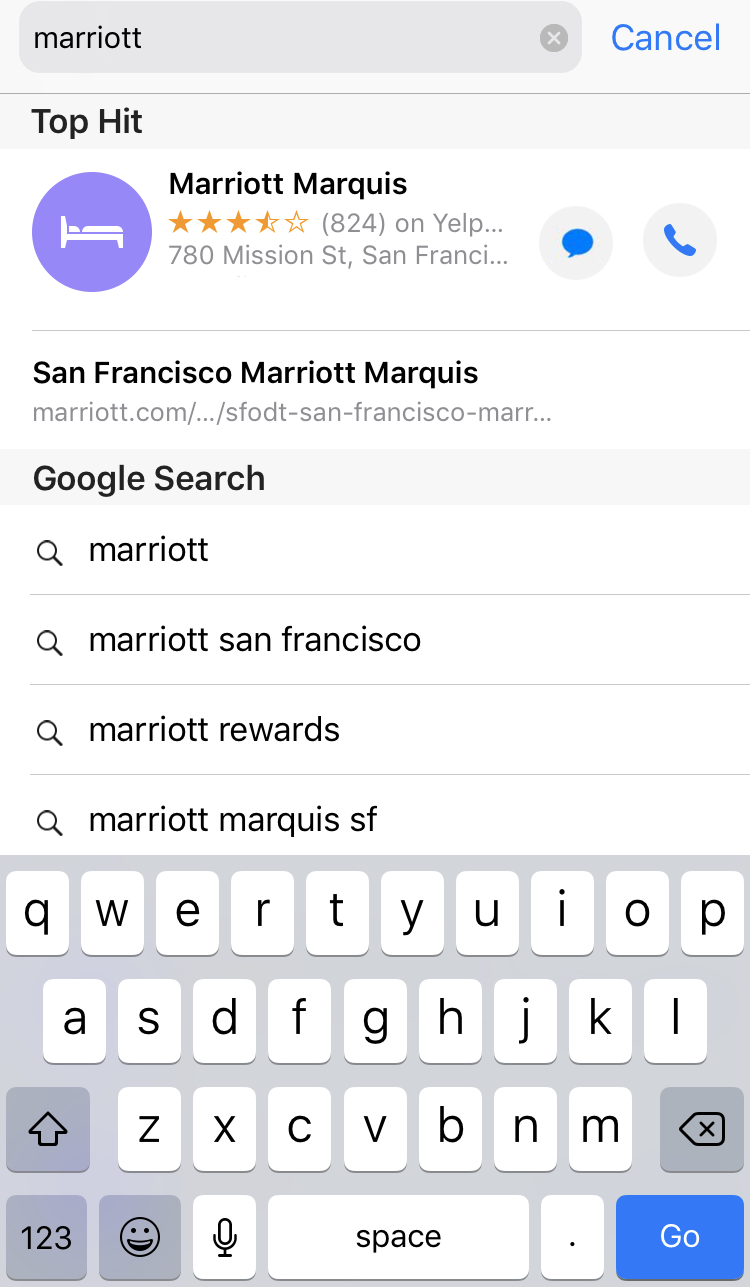 marriott Cancel
Top Hit
Marriott Marquis
(824) on Yelp...
780 Mission St, San Franci...
San Francisco Marriott Marquis
marriott.com/.../sfodt-san-francisco-marr...
Google Search
marriott
marriott san francisco
marriott rewards
marriott marquis sf
q w e r t y u i o p
a s d f g h j k l
z x c v b n m
123 space . Go